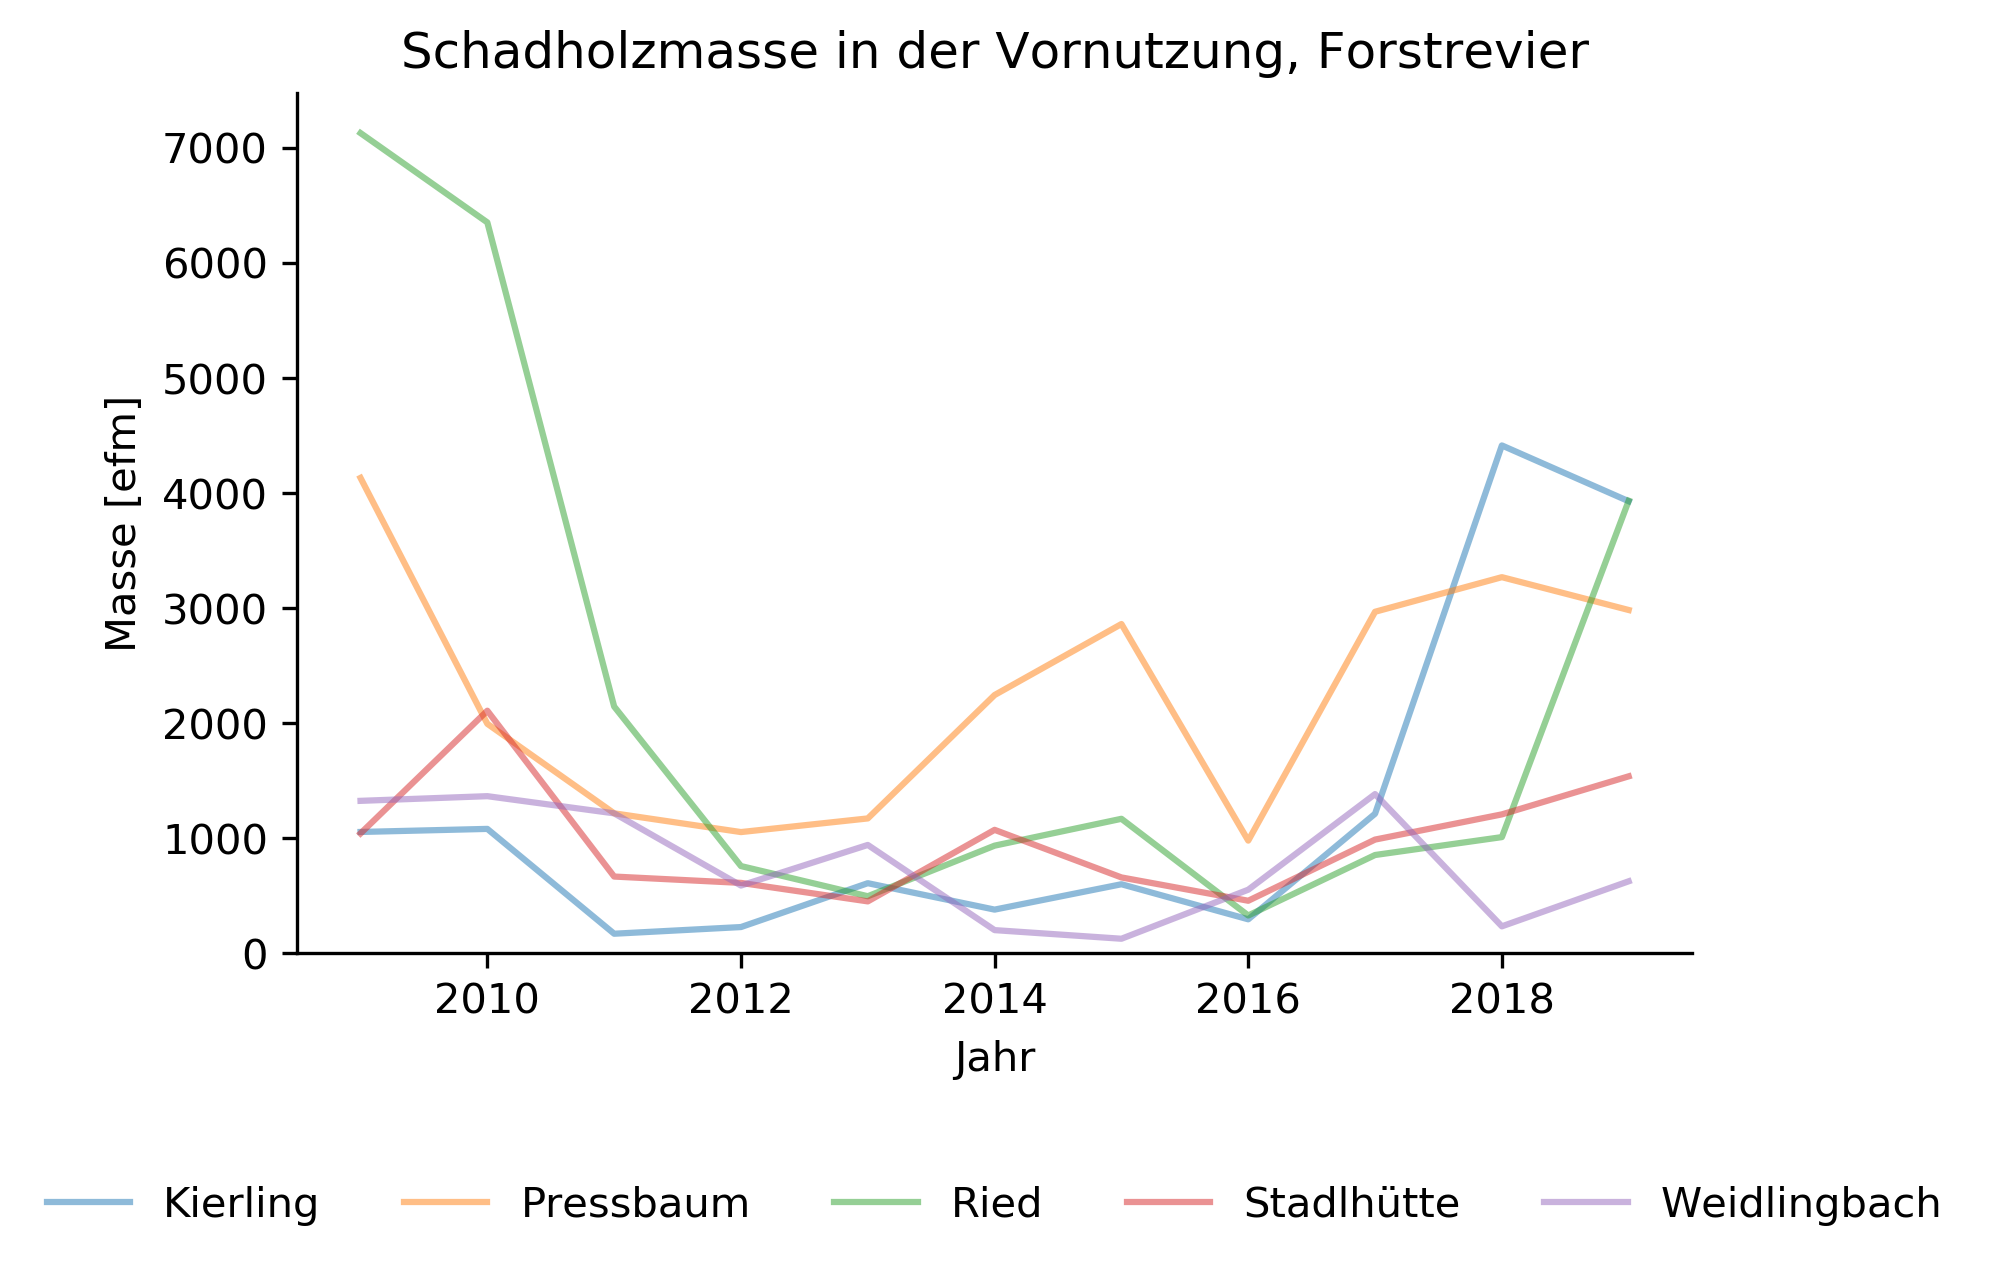 Schadholzmasse in der Vornutzung, Forstrevier
7000
6000
5000
4000
3000
2000
1000
0
Masse [efm]
2010 2012 2014 2016 2018
Jahr
Kierling Pressbaum Ried Stadlhütte Weidlingbach